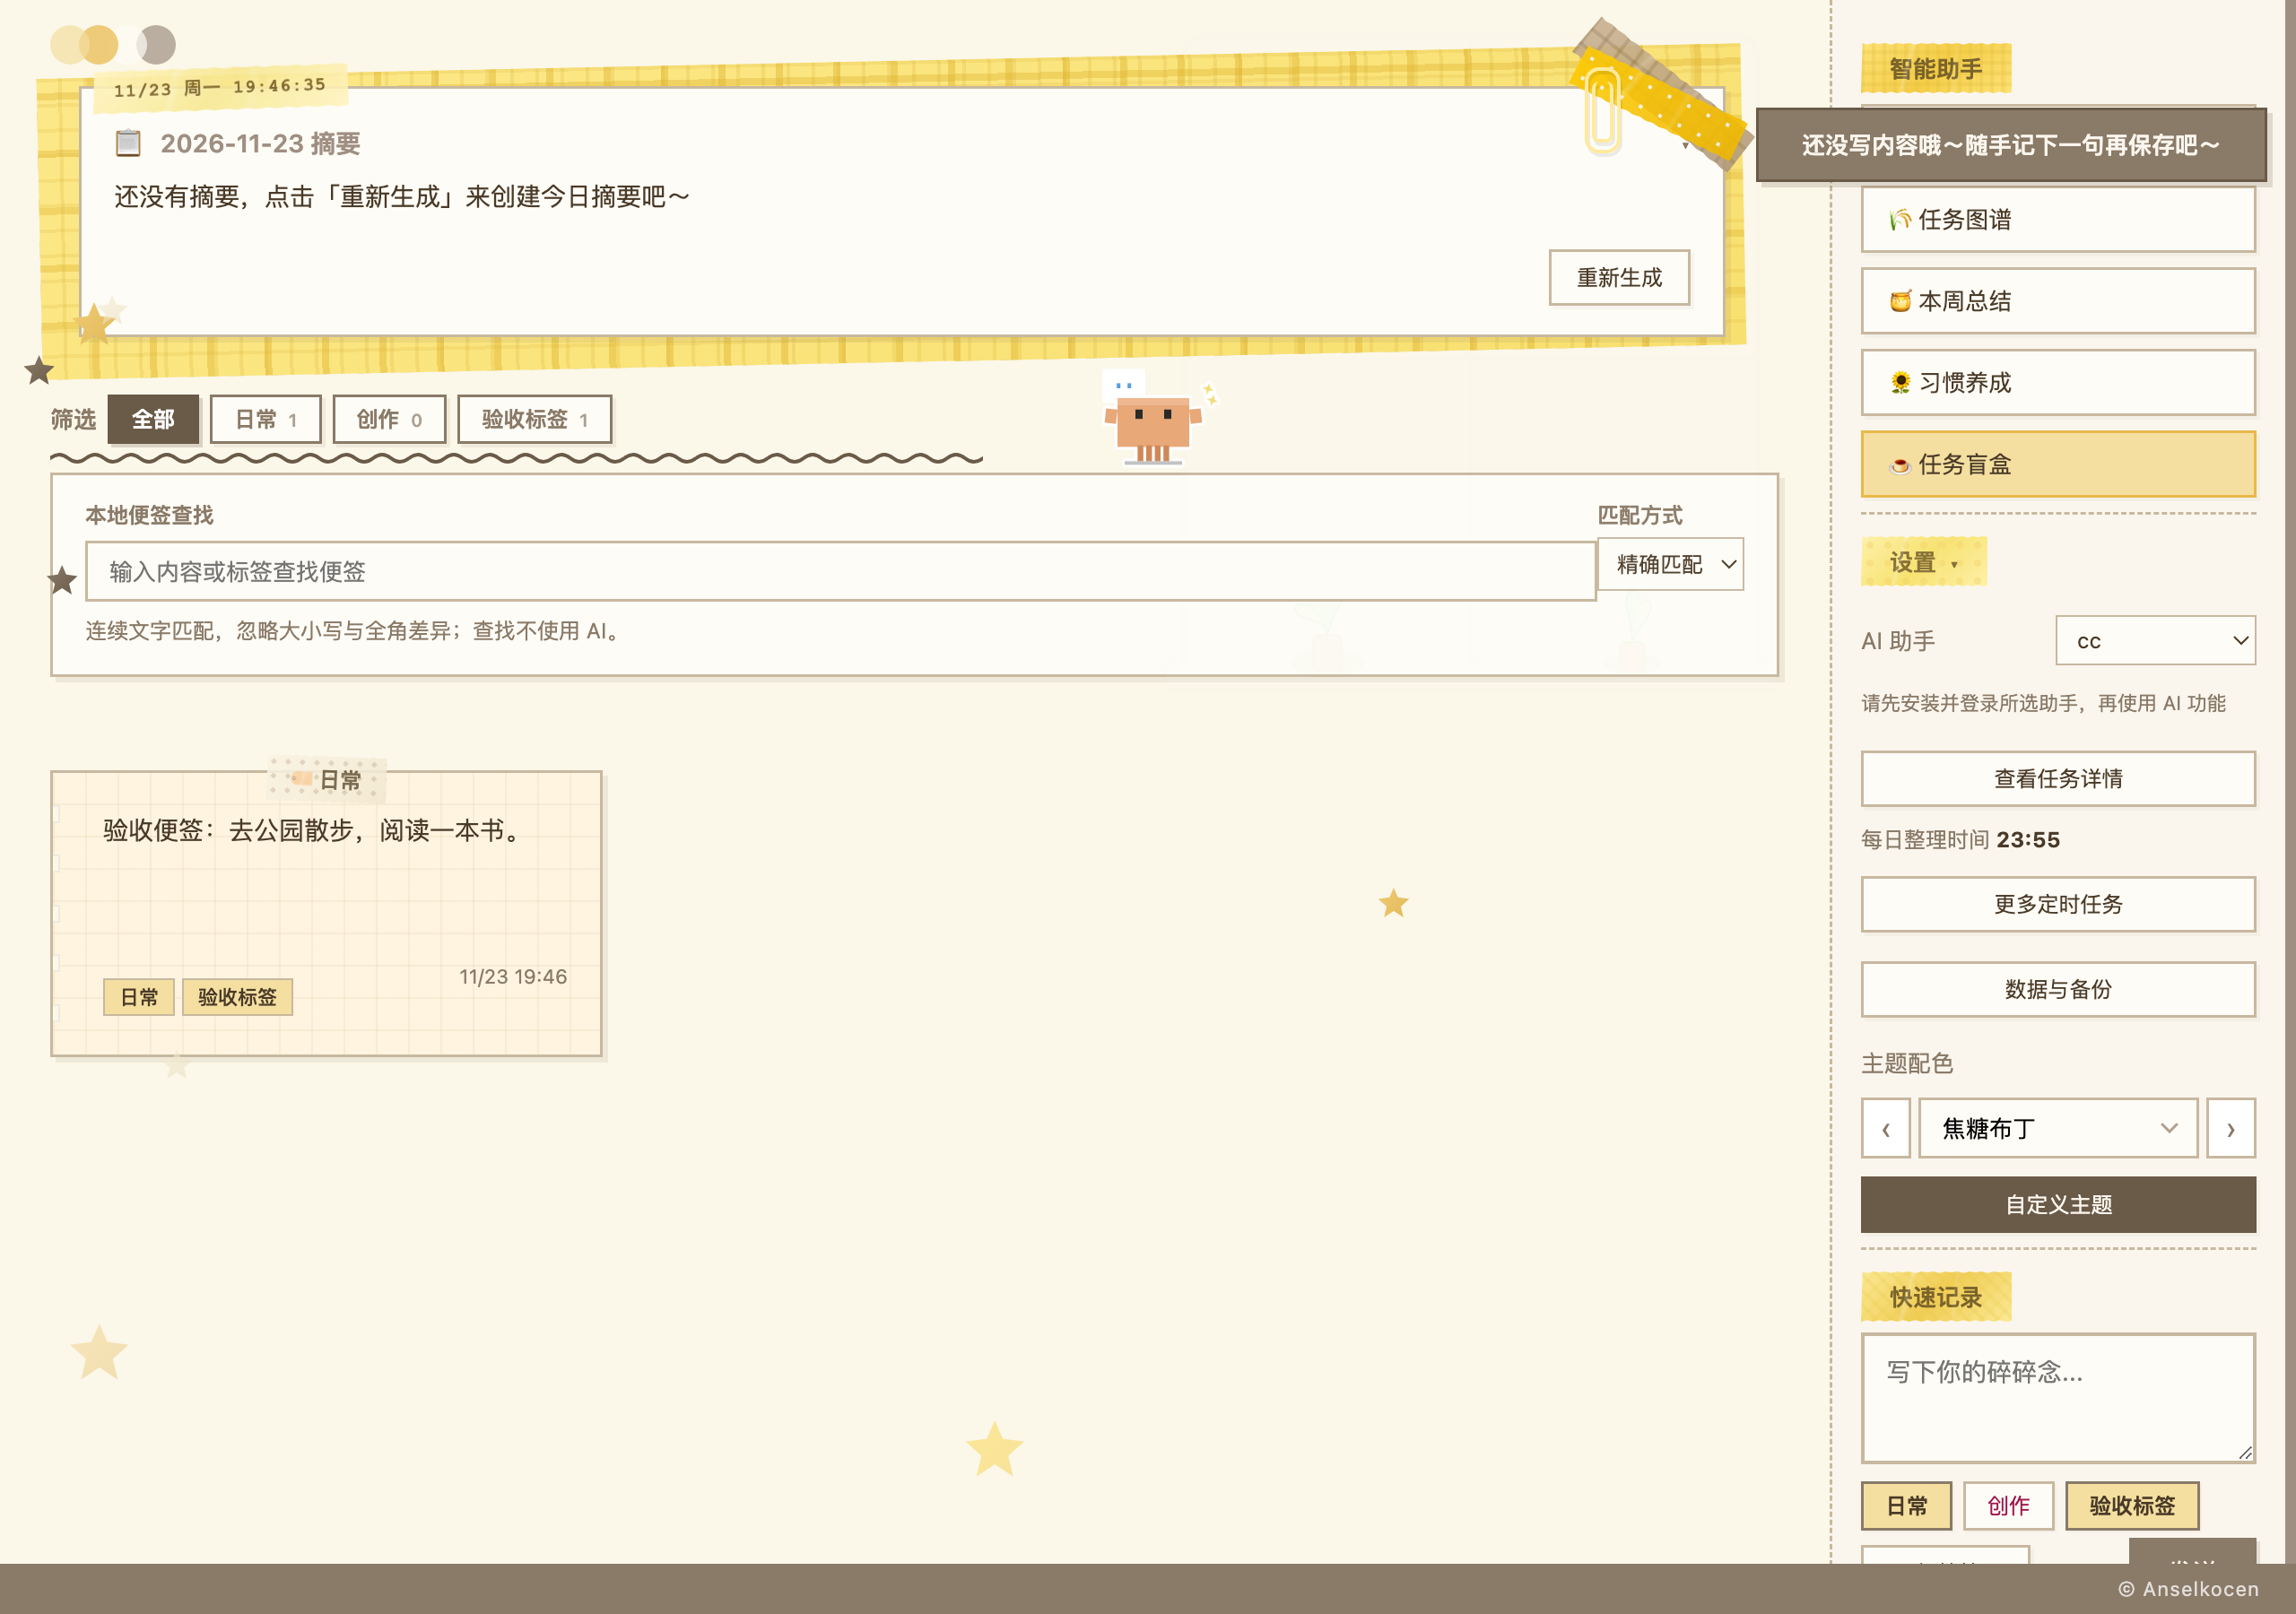 11/23 周一 19:46:35
2026-11-23 摘要
还没有摘要，点击「重新生成」来创建今日摘要吧～
重新生成
筛选
全部
日常 1
创作 0
验收标签 1
本地便签查找
匹配方式
输入内容或标签查找便签
精确匹配
连续文字匹配，忽略大小写与全角差异；查找不使用 AI。
日常
验收便签：去公园散步，阅读一本书。
日常
验收标签
11/23 19:46
智能助手
还没写内容哦～随手记下一句再保存吧～
任务图谱
本周总结
习惯养成
任务盲盒
设置
AI 助手
cc
请先安装并登录所选助手，再使用 AI 功能
查看任务详情
每日整理时间 23:55
更多定时任务
数据与备份
主题配色
‹
焦糖布丁
›
自定义主题
快速记录
写下你的碎碎念...
日常
创作
验收标签
© Anselkocen